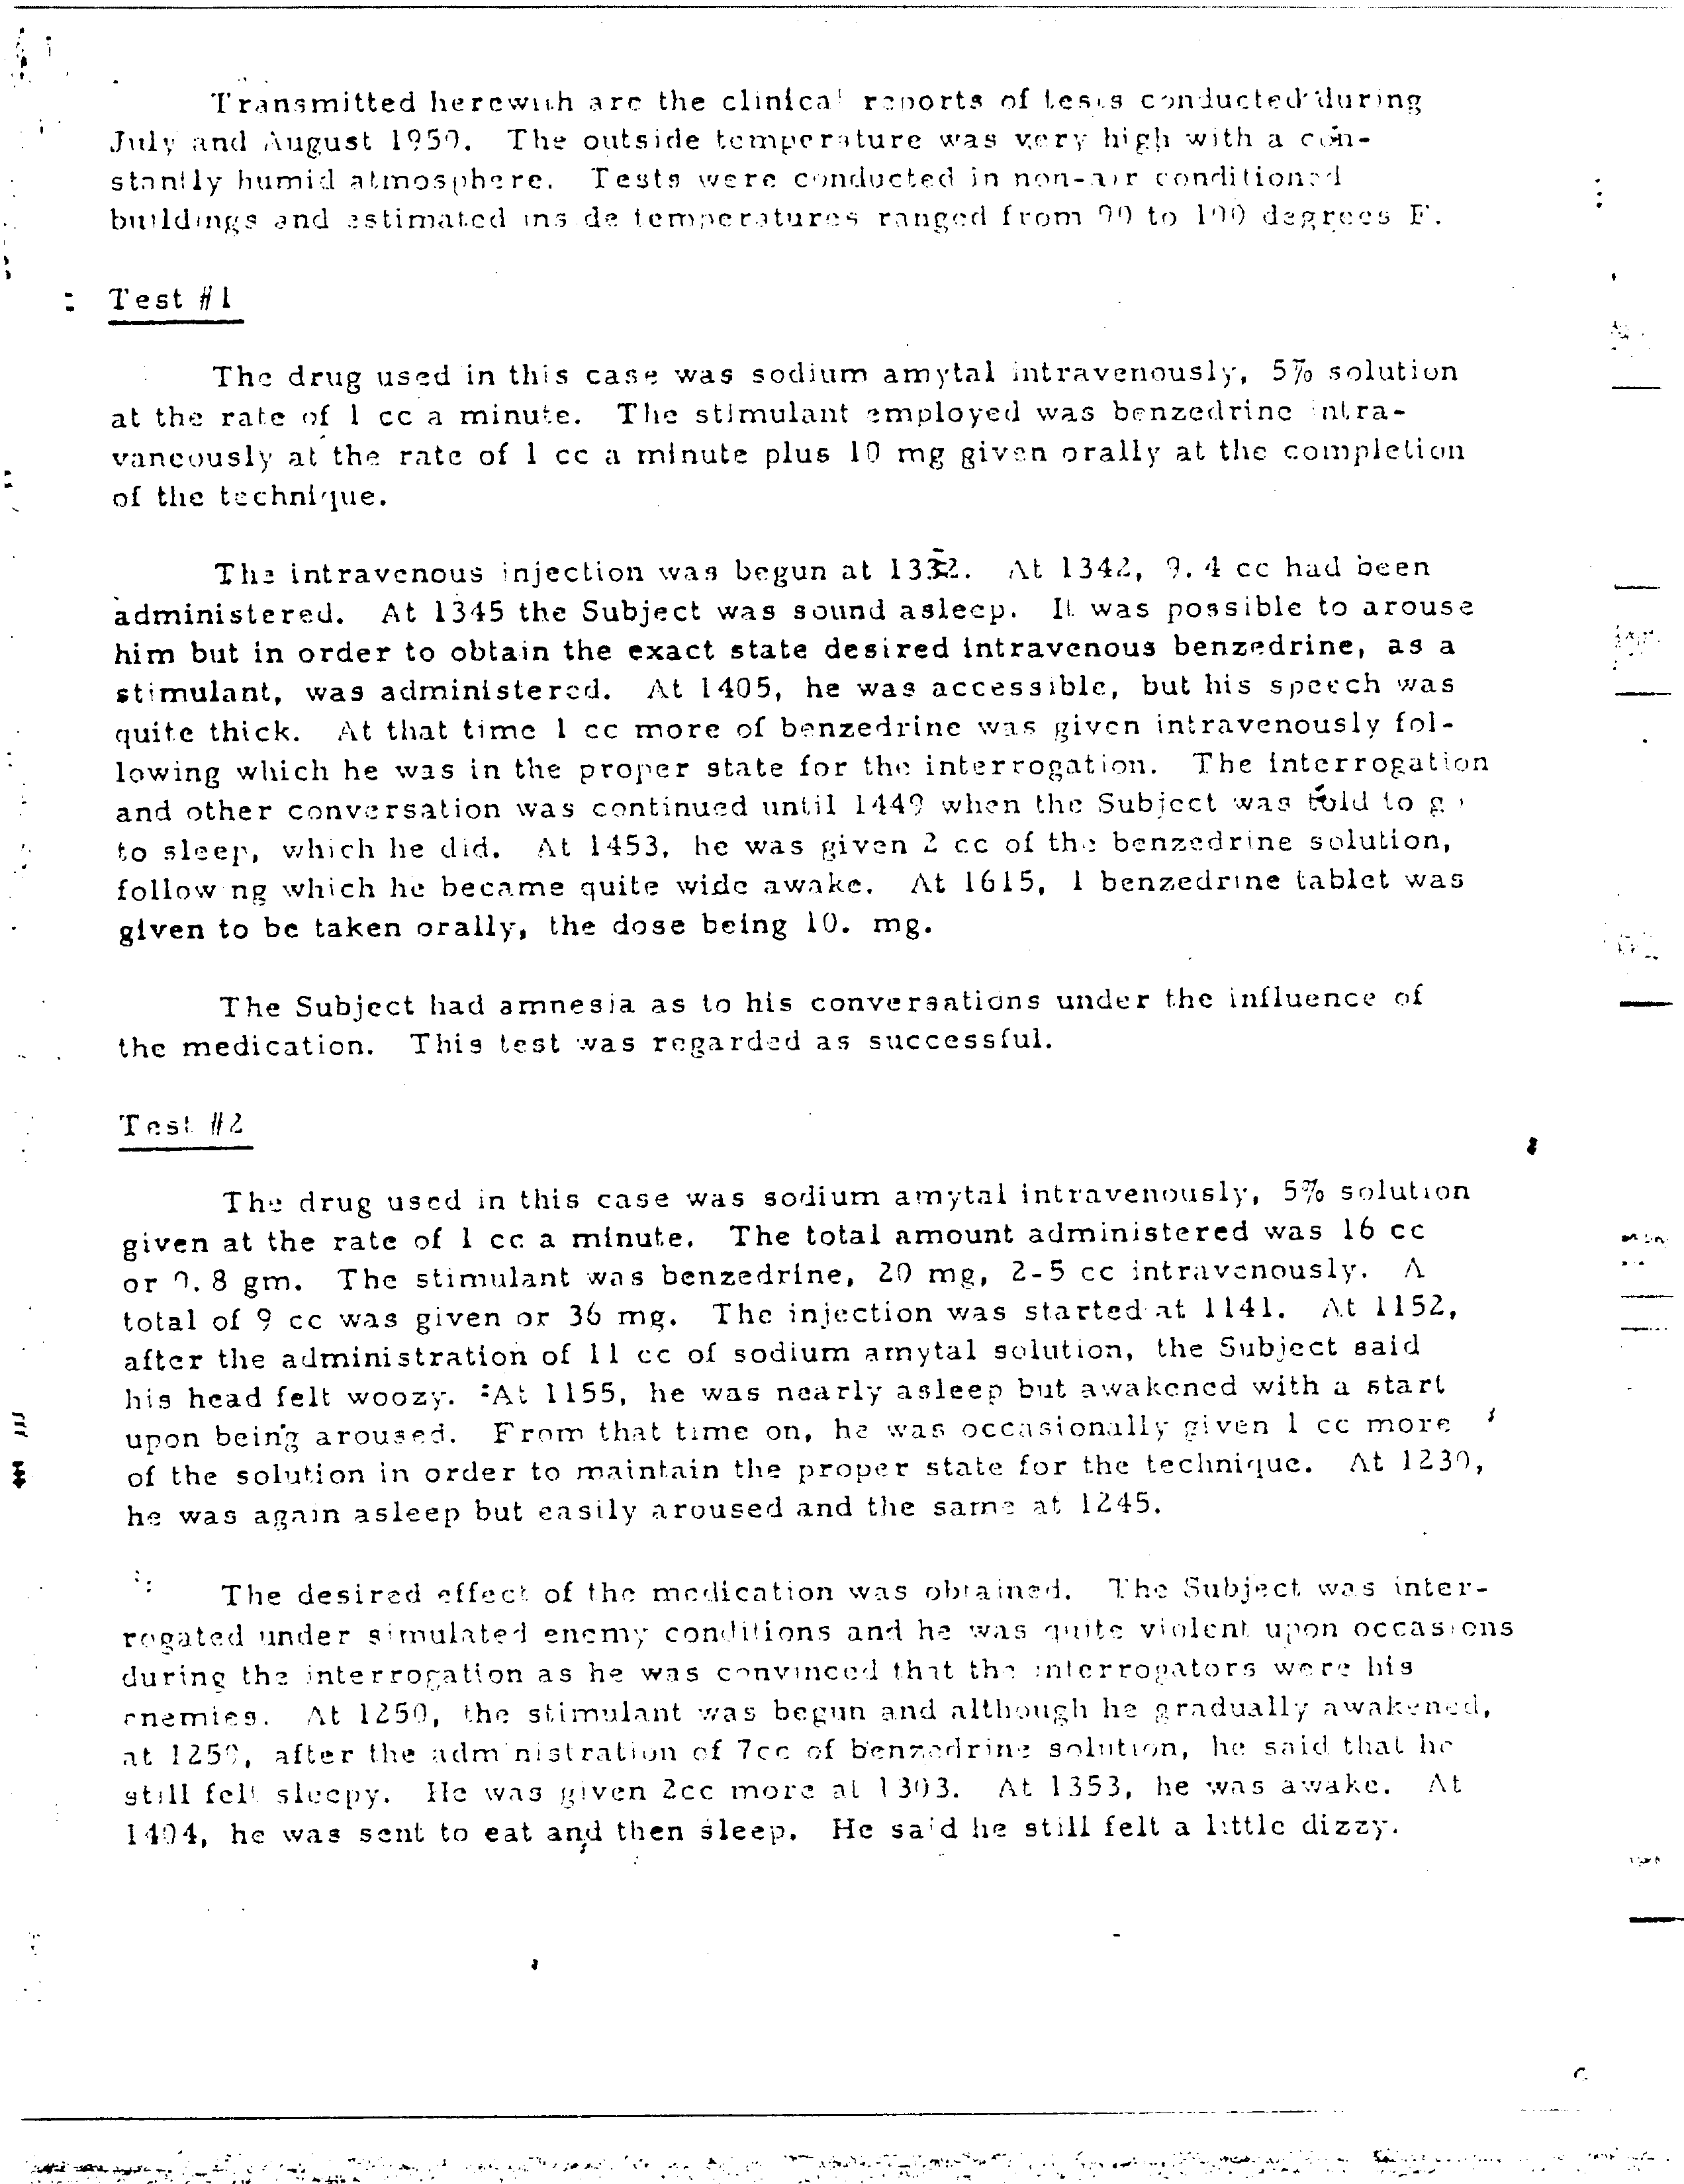 Transmitted herewith are the clinical reports of tests conducted during
July and August 1950. The outside temperature was very high with a con-
stantly humid atmosphere. Tests were conducted in non-air conditioned
buildings and estimated inside temperatures ranged from 90 to 100 degrees F.
Test #1
The drug used in this case was sodium amytal intravenously, 5% solution
at the rate of 1 cc a minute. The stimulant employed was benzedrine intra-
vaneously at the rate of 1 cc a minute plus 10 mg given orally at the completion
of the technique.
The intravenous injection was begun at 1332. At 1342, 9.4 cc had been
administered. At 1345 the Subject was sound asleep. It was possible to arouse
him but in order to obtain the exact state desired intravenous benzedrine, as a
stimulant, was administered. At 1405, he was accessible, but his speech was
quite thick. At that time 1 cc more of benzedrine was given intravenously fol-
lowing which he was in the proper state for the interrogation. The interrogation
and other conversation was continued until 1449 when the Subject was told to go
to sleep, which he did. At 1453, he was given 2 cc of the benzedrine solution,
following which he became quite wide awake. At 1615, 1 benzedrine tablet was
given to be taken orally, the dose being 10. mg.
The Subject had amnesia as to his conversations under the influence of
the medication. This test was regarded as successful.
Test #2
The drug used in this case was sodium amytal intravenously, 5% solution
given at the rate of 1 cc a minute. The total amount administered was 16 cc
or 0.8 gm. The stimulant was benzedrine, 20 mg, 2-5 cc intravenously. A
total of 9 cc was given or 36 mg. The injection was started at 1141. At 1152,
after the administration of 11 cc of sodium amytal solution, the Subject said
his head felt woozy. At 1155, he was nearly asleep but awakened with a start
upon being aroused. From that time on, he was occasionally given 1 cc more
of the solution in order to maintain the proper state for the technique. At 1230,
he was again asleep but easily aroused and the same at 1245.
The desired effect of the medication was obtained. The Subject was inter-
rogated under simulated enemy conditions and he was quite violent upon occasions
during the interrogation as he was convinced that the interrogators were his
enemies. At 1250, the stimulant was begun and although he gradually awakened,
at 1259, after the administration of 7cc of benzedrine solution, he said that he
still felt sleepy. He was given 2cc more at 1303. At 1353, he was awake. At
1404, he was sent to eat and then sleep. He said he still felt a little dizzy.